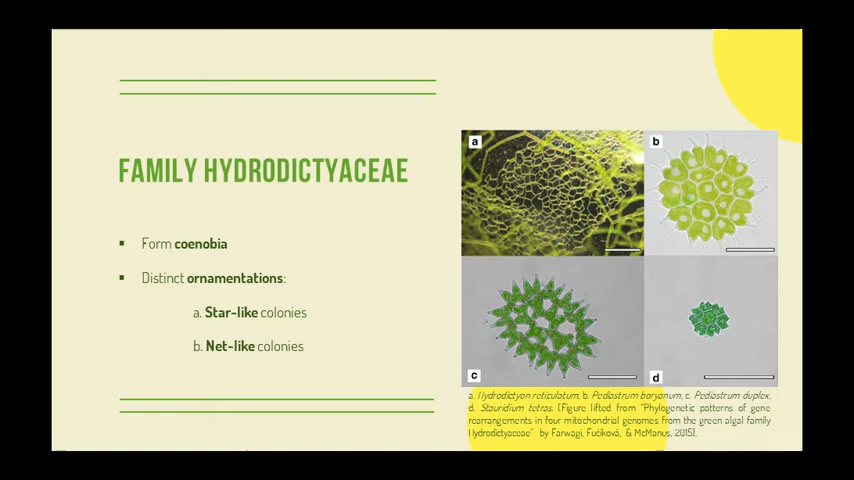 FAMILY HYDRODICTYACEAE
▪ Form coenobia
▪ Distinct ornamentations:
a. Star-like colonies
b. Net-like colonies
a
b
c
d
a. Hydrodictyon reticulatum, b. Pediastrum boryanum, c. Pediastrum duplex,
d. Stauridium tetras. (Figure lifted from "Phylogenetic patterns of gene
rearrangements in four mitochondrial genomes from the green algal family
Hydrodictyaceae" by Farwagi, Fučíková, & McManus, 2015).